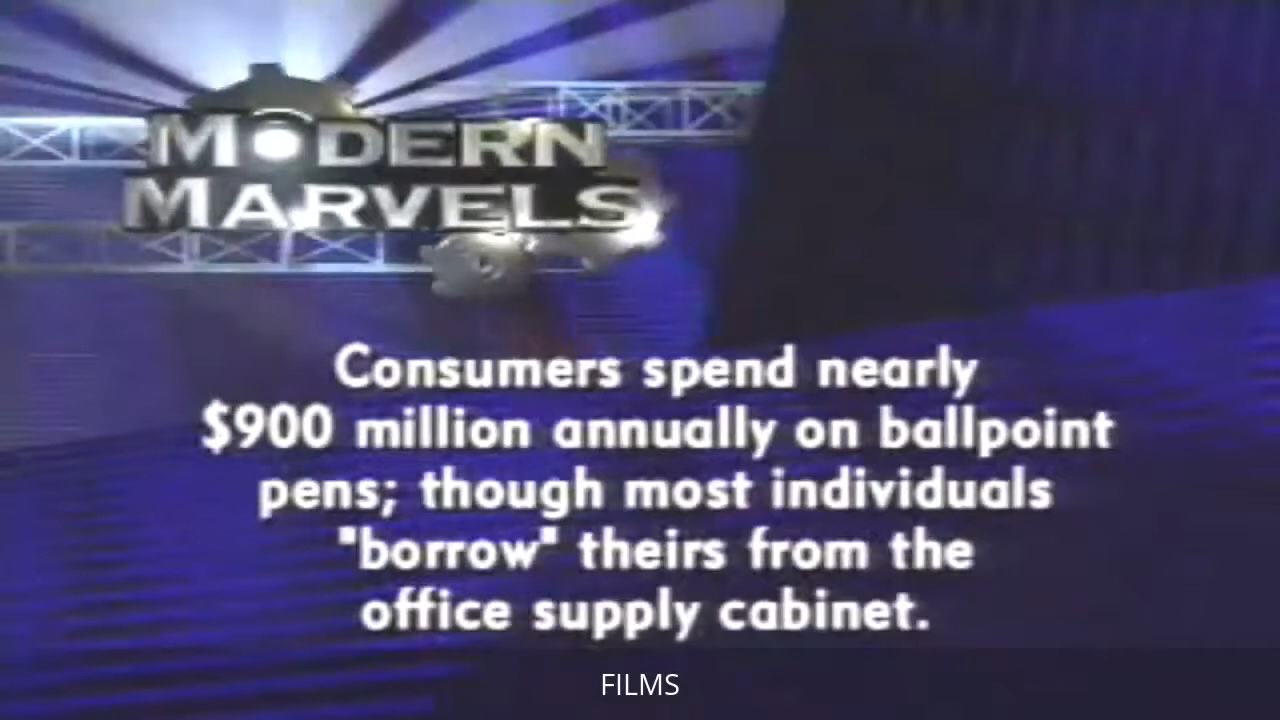 MODERN
MARVELS
Consumers spend nearly
$900 million annually on ballpoint
pens; though most individuals
"borrow" theirs from the
office supply cabinet.
FILMS